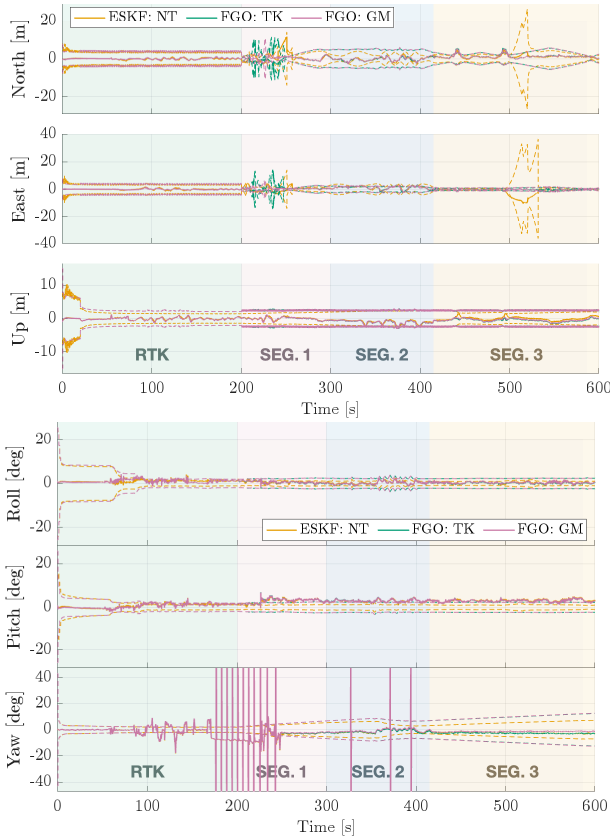 ESKF: NT FGO: TK FGO: GM
North [m]
20
0
-20
East [m]
40
20
0
-20
-40
Up [m]
10
0
-10
RTK SEG. 1 SEG. 2 SEG. 3
0 100 200 300 400 500 600
Time [s]
Roll [deg]
20
0
-20
ESKF: NT FGO: TK FGO: GM
Pitch [deg]
20
0
-20
Yaw [deg]
40
20
0
-20
-40
RTK SEG. 1 SEG. 2 SEG. 3
0 100 200 300 400 500 600
Time [s]